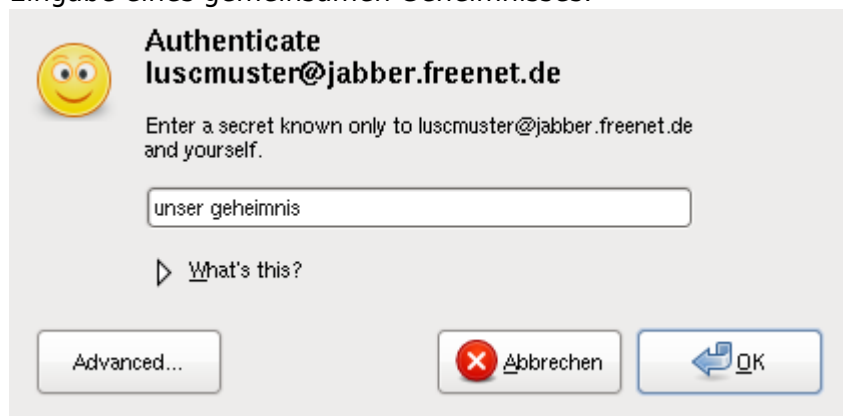 Eingabe eines gemeinsamen Geheimnisses.
Authenticate
luscmuster@jabber.freenet.de
Enter a secret known only to luscmuster@jabber.freenet.de
and yourself.
unser geheimnis
What's this?
Advanced...
Abbrechen
OK